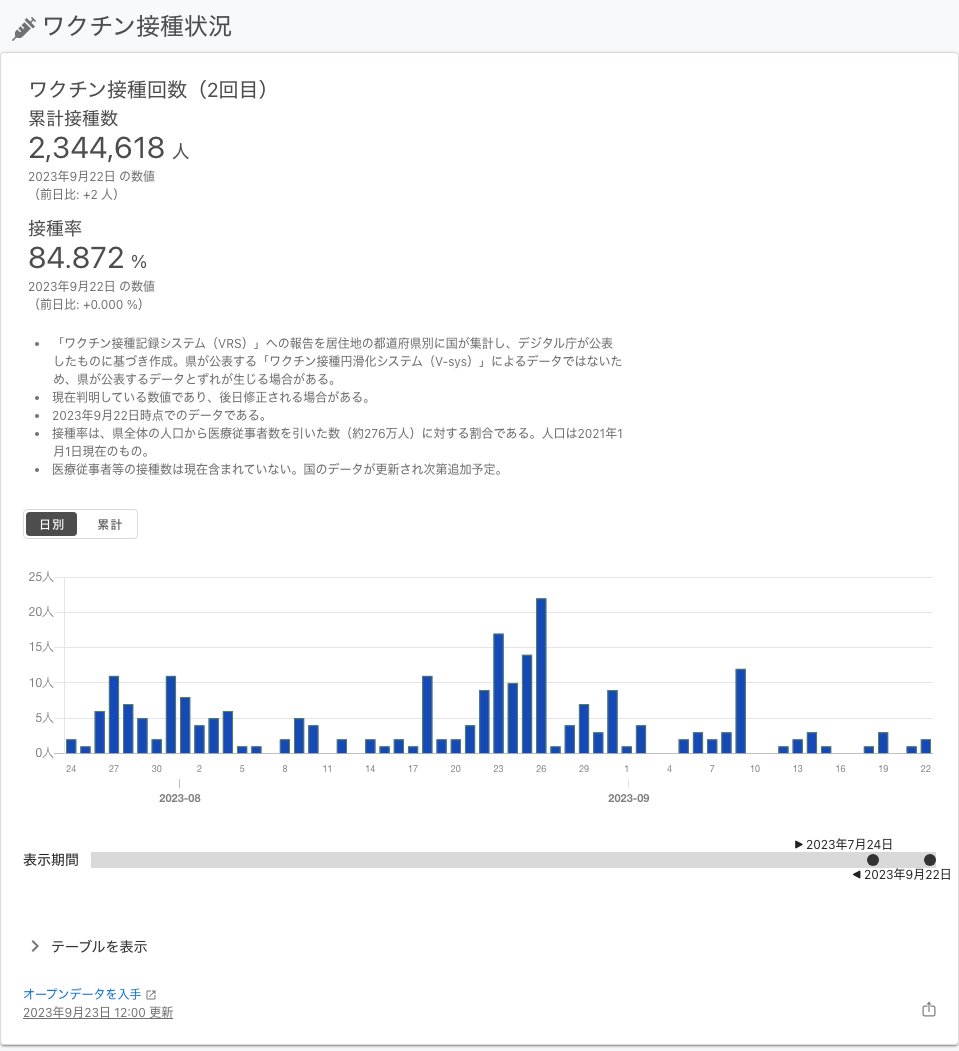 ワクチン接種状況
ワクチン接種回数（2回目）
累計接種数
2,344,618 人
2023年9月22日 の数値
（前日比: +2 人）
接種率
84.872 %
2023年9月22日 の数値
（前日比: +0.000 %）
• 「ワクチン接種記録システム（VRS）」への報告を居住地の都道府県別に国が集計し、デジタル庁が公表
したものに基づき作成。県が公表する「ワクチン接種円滑化システム（V-sys）」によるデータではないた
め、県が公表するデータとずれが生じる場合がある。
• 現在判明している数値であり、後日修正される場合がある。
• 2023年9月22日時点でのデータである。
• 接種率は、県全体の人口から医療従事者数を引いた数（約276万人）に対する割合である。人口は2021年1
月1日現在のもの。
• 医療従事者等の接種数は現在含まれていない。国のデータが更新され次第追加予定。
日別 累計
25人
20人
15人
10人
5人
0人
24 27 30 2 5 8 11 14 17 20 23 26 29 1 4 7 10 13 16 19 22
2023-08 2023-09
▶ 2023年7月24日
表示期間
◀ 2023年9月22日
テーブルを表示
オープンデータを入手
2023年9月23日 12:00 更新